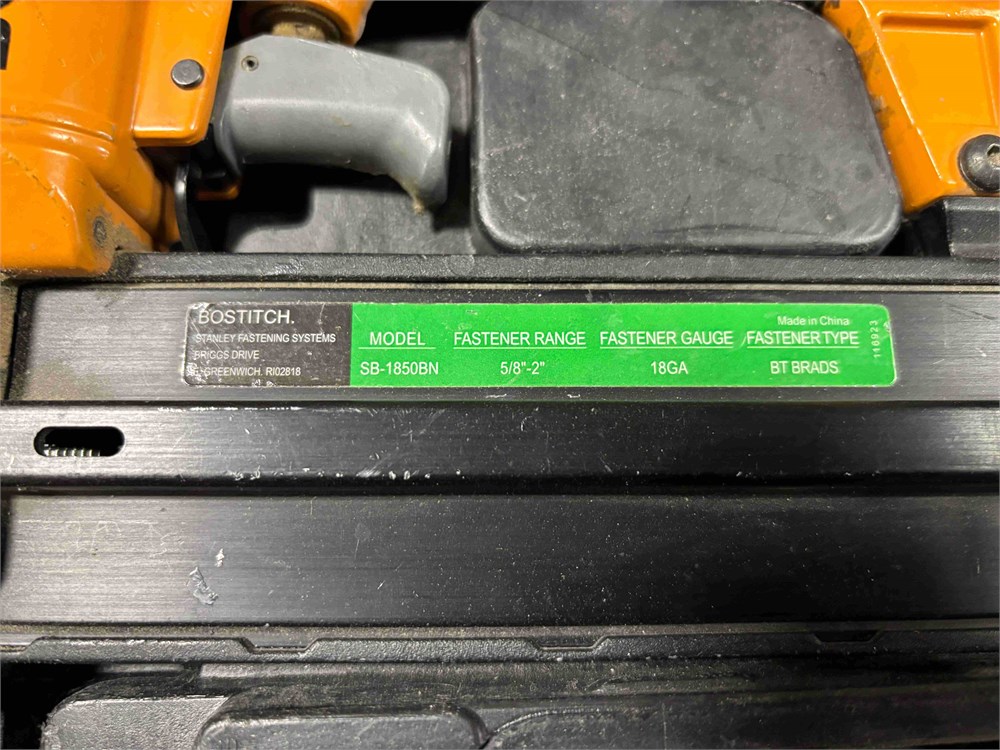 BOSTITCH.
STANLEY FASTENING SYSTEMS
BRIGGS DRIVE
GREENWICH. RI02818
MODEL
SB-1850BN
FASTENER RANGE
5/8"-2"
FASTENER GAUGE
18GA
Made in China
FASTENER TYPE
BT BRADS
116923